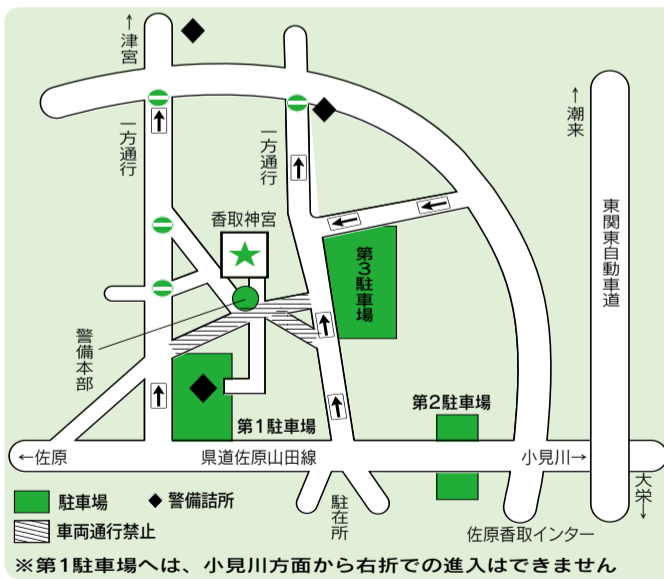 ↑津宮
↑潮来
一方通行
一方通行
香取神宮
東関東自動車道
第3駐車場
警備本部
第2駐車場
第1駐車場
←佐原
県道佐原山田線
小見川→
大栄→
駐車場
警備詰所
駐在所
車両通行禁止
佐原香取インター
※第1駐車場へは、小見川方面から右折での進入はできません